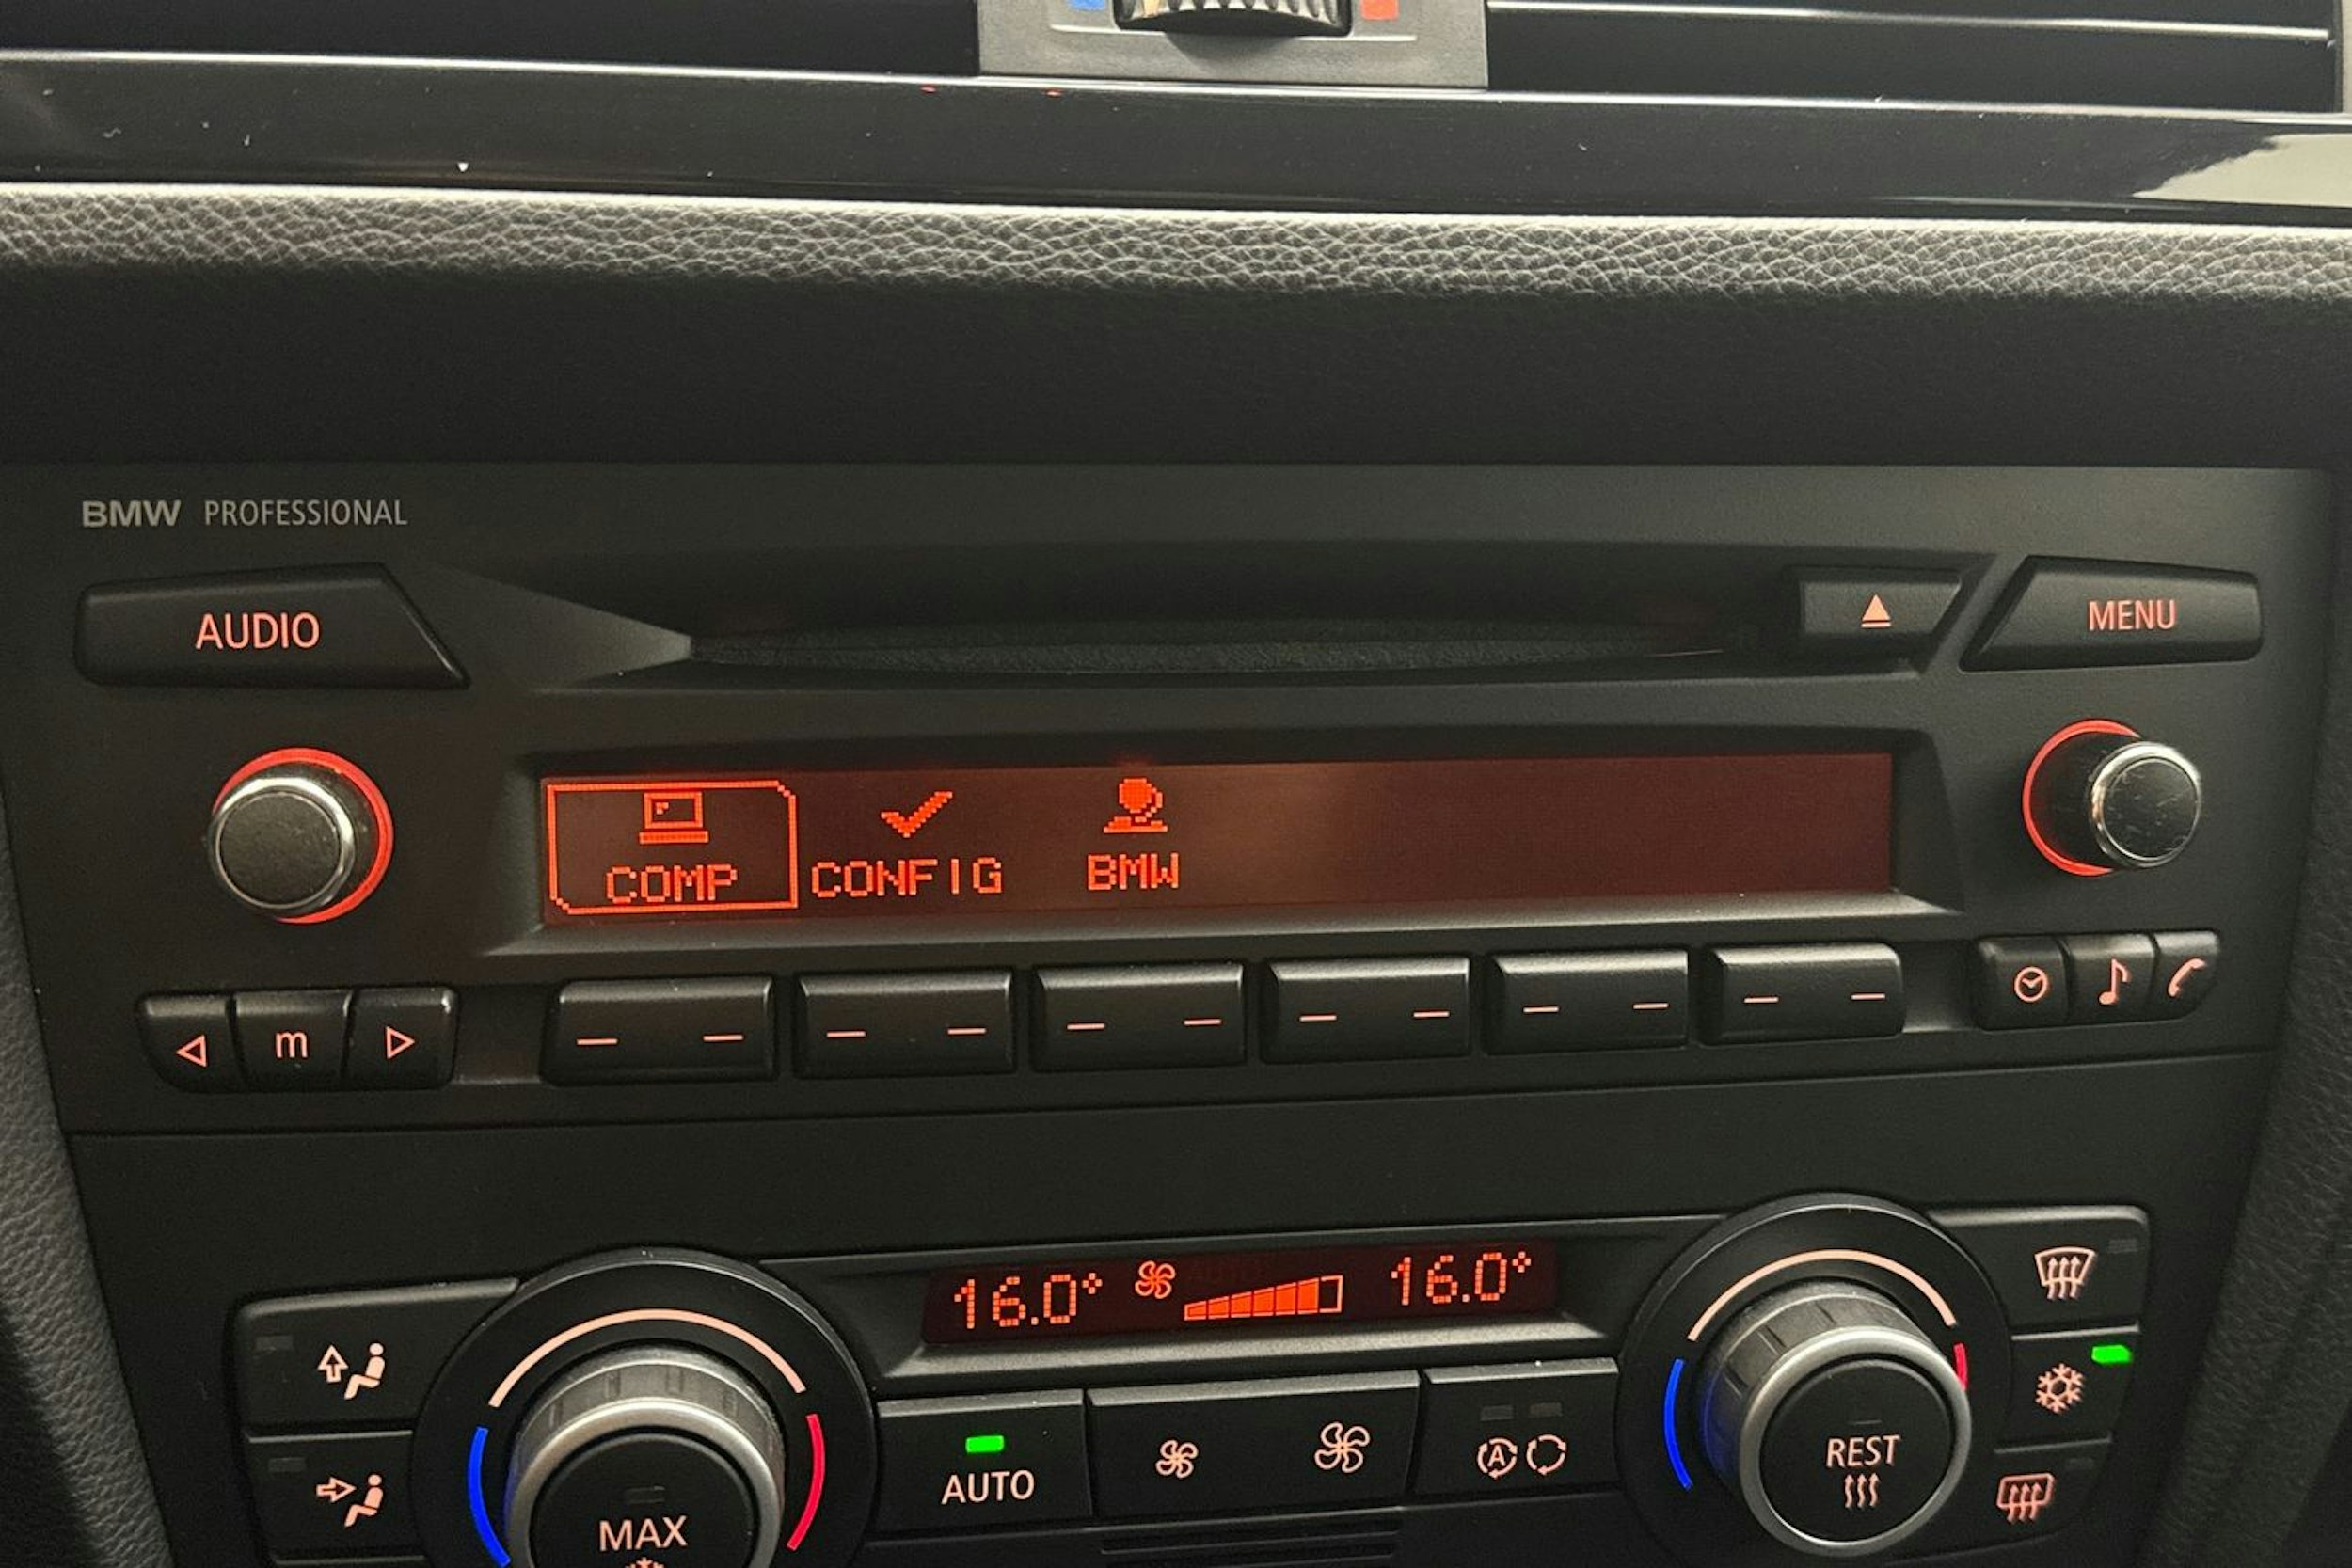 BMW PROFESSIONAL
AUDIO
MENU
COMP CONFIG BMW
m
16.0° 16.0°
AUTO
MAX
A
REST